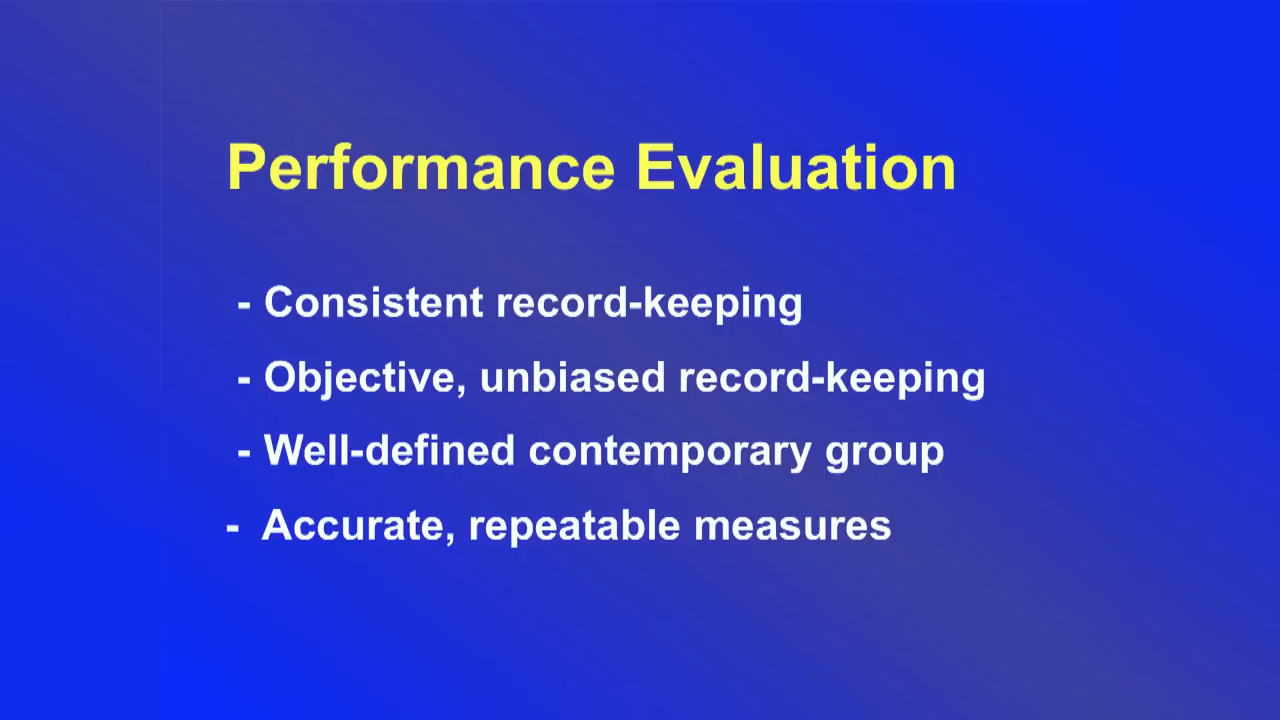 Performance Evaluation
- Consistent record-keeping
- Objective, unbiased record-keeping
- Well-defined contemporary group
- Accurate, repeatable measures